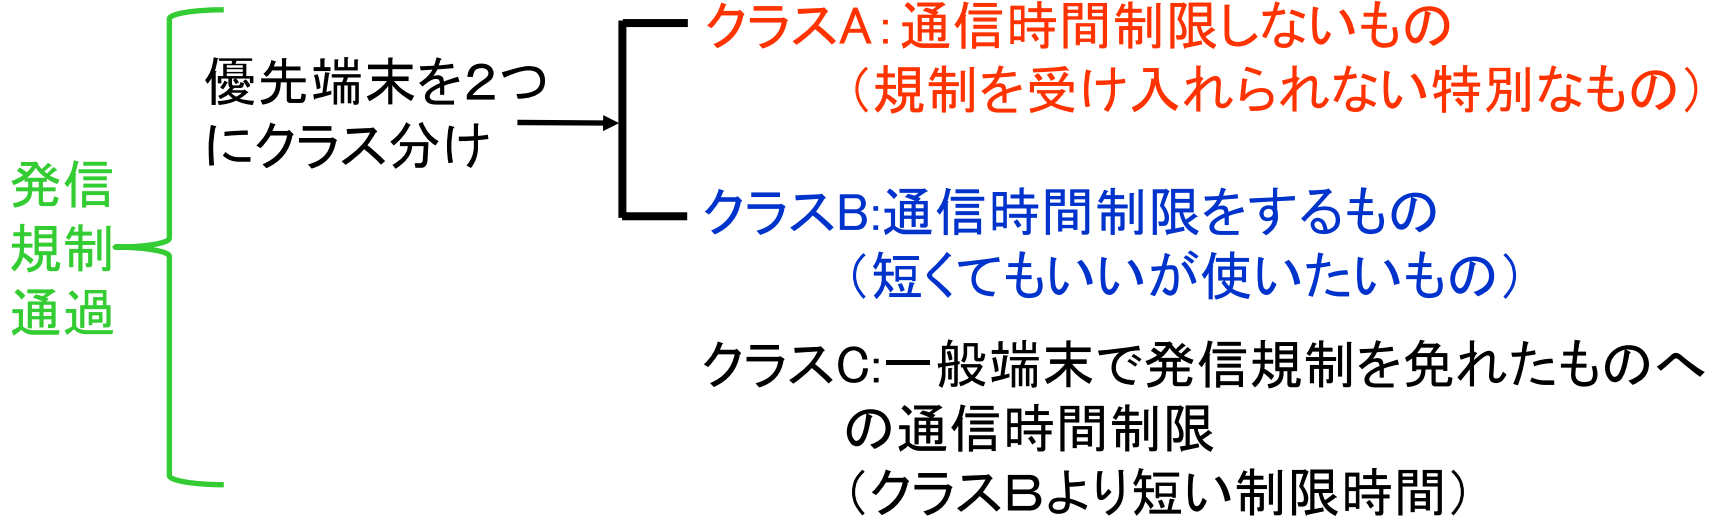 発信
規制
通過
優先端末を２つ
にクラス分け
クラスA：通信時間制限しないもの
（規制を受け入れられない特別なもの）
クラスB:通信時間制限をするもの
（短くてもいいが使いたいもの）
クラスC:一般端末で発信規制を免れたものへ
の通信時間制限
（クラスＢより短い制限時間）